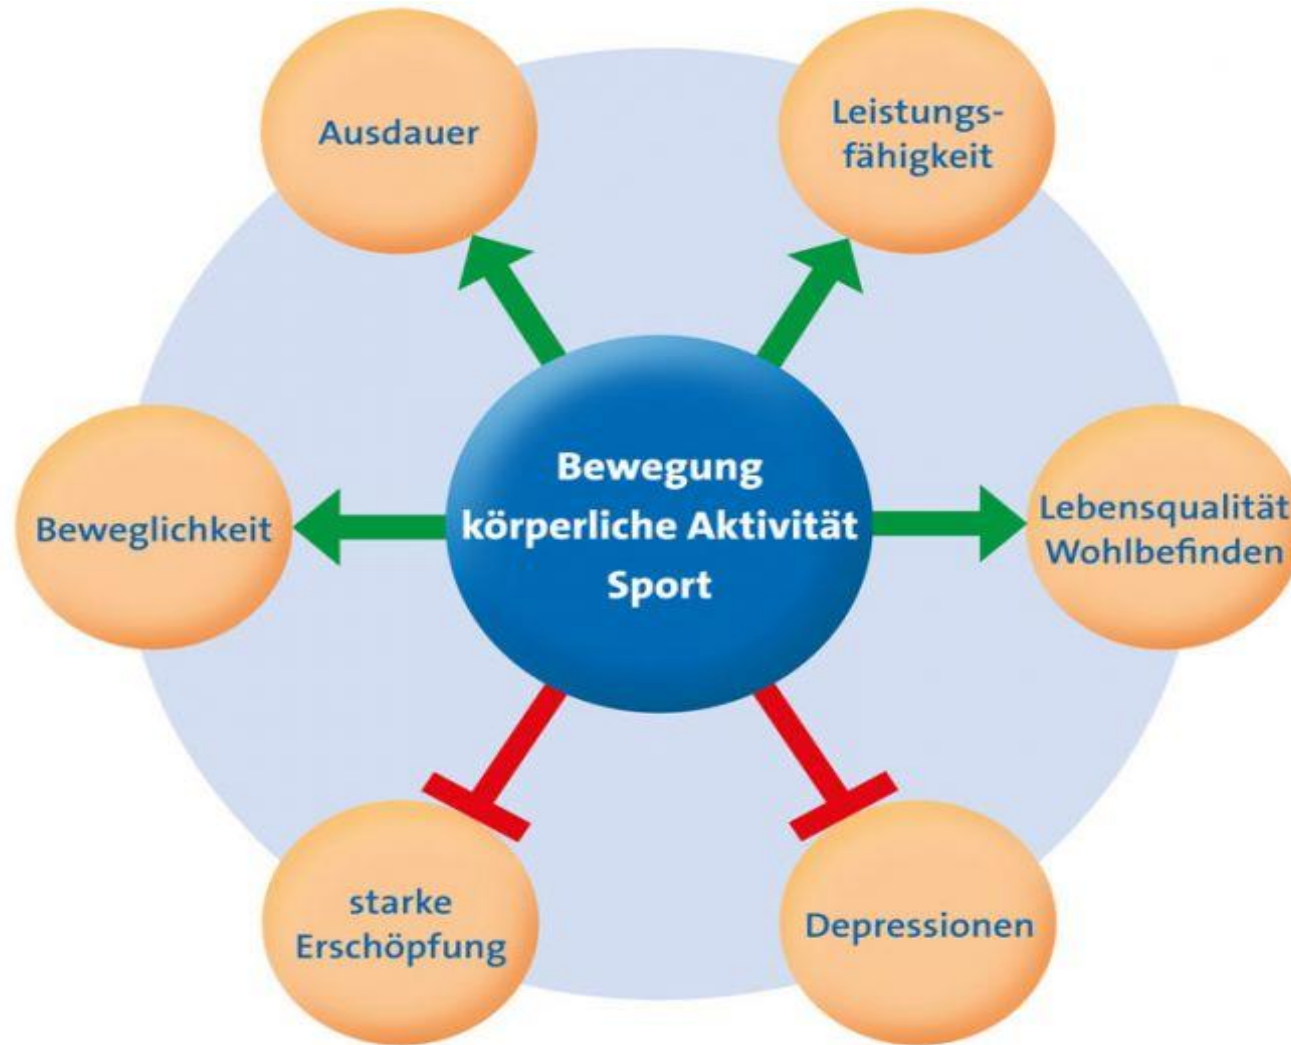 Ausdauer
Leistungs-
fähigkeit
Bewegung
körperliche Aktivität
Sport
Beweglichkeit
Lebensqualität
Wohlbefinden
starke
Erschöpfung
Depressionen